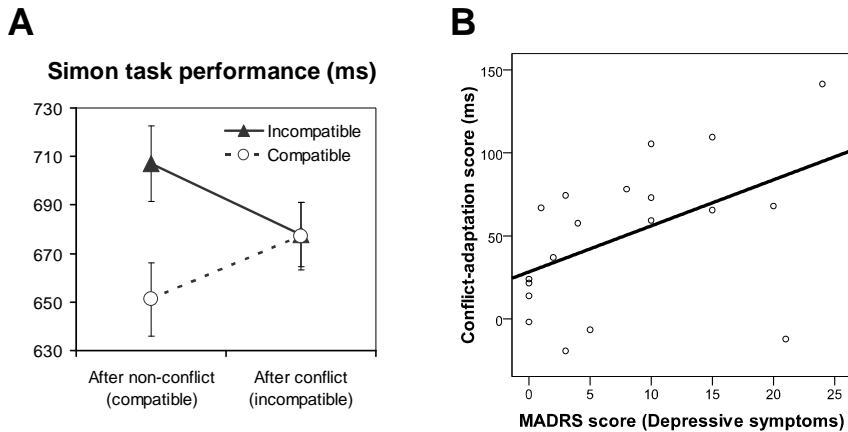 A
Simon task performance (ms)
730
710
690
670
650
630
Incompatible
Compatible
After non-conflict
(compatible)
After conflict
(incompatible)
B
Conflict-adaptation score (ms)
150
100
50
0
0
5
10
15
20
25
MADRS score (Depressive symptoms)